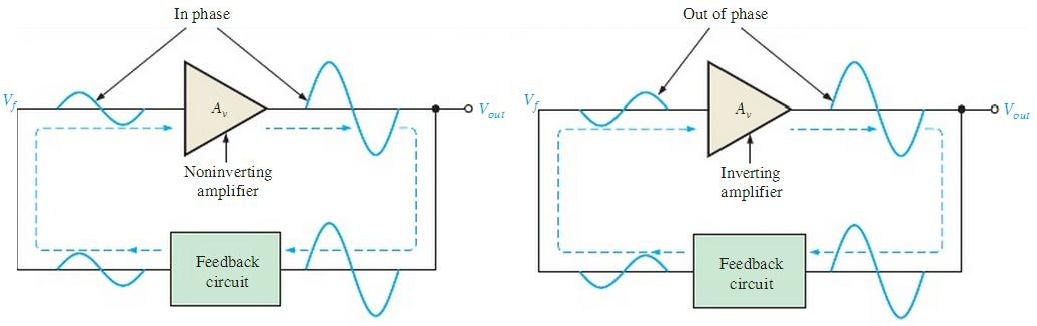 In phase
V_f
A_v
V_out
Noninverting
amplifier
Feedback
circuit
Out of phase
V_f
A_v
V_out
Inverting
amplifier
Feedback
circuit